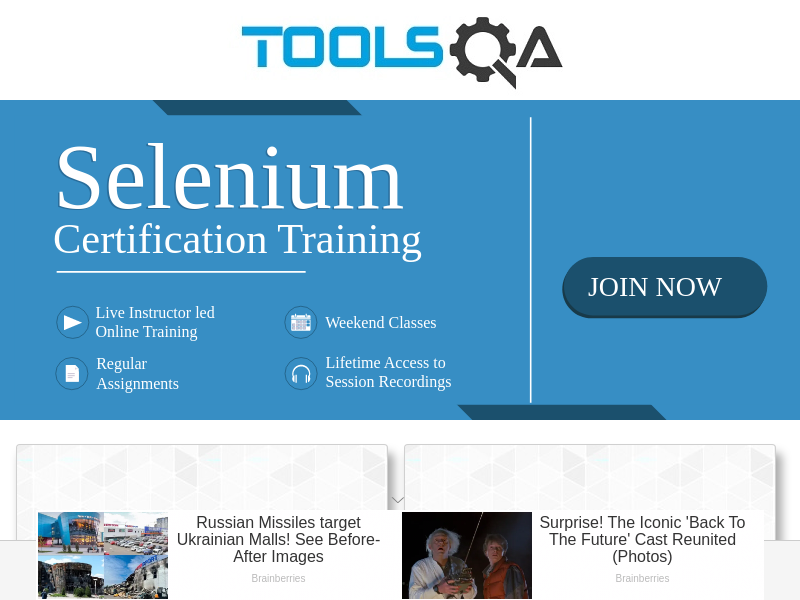 TOOLSQA
Selenium
Certification Training
JOIN NOW
Live Instructor led
Online Training
Weekend Classes
Regular
Assignments
Lifetime Access to
Session Recordings
Russian Missiles target
Ukrainian Malls! See Before-
After Images
Brainberries
Surprise! The Iconic 'Back To
The Future' Cast Reunited
(Photos)
Brainberries